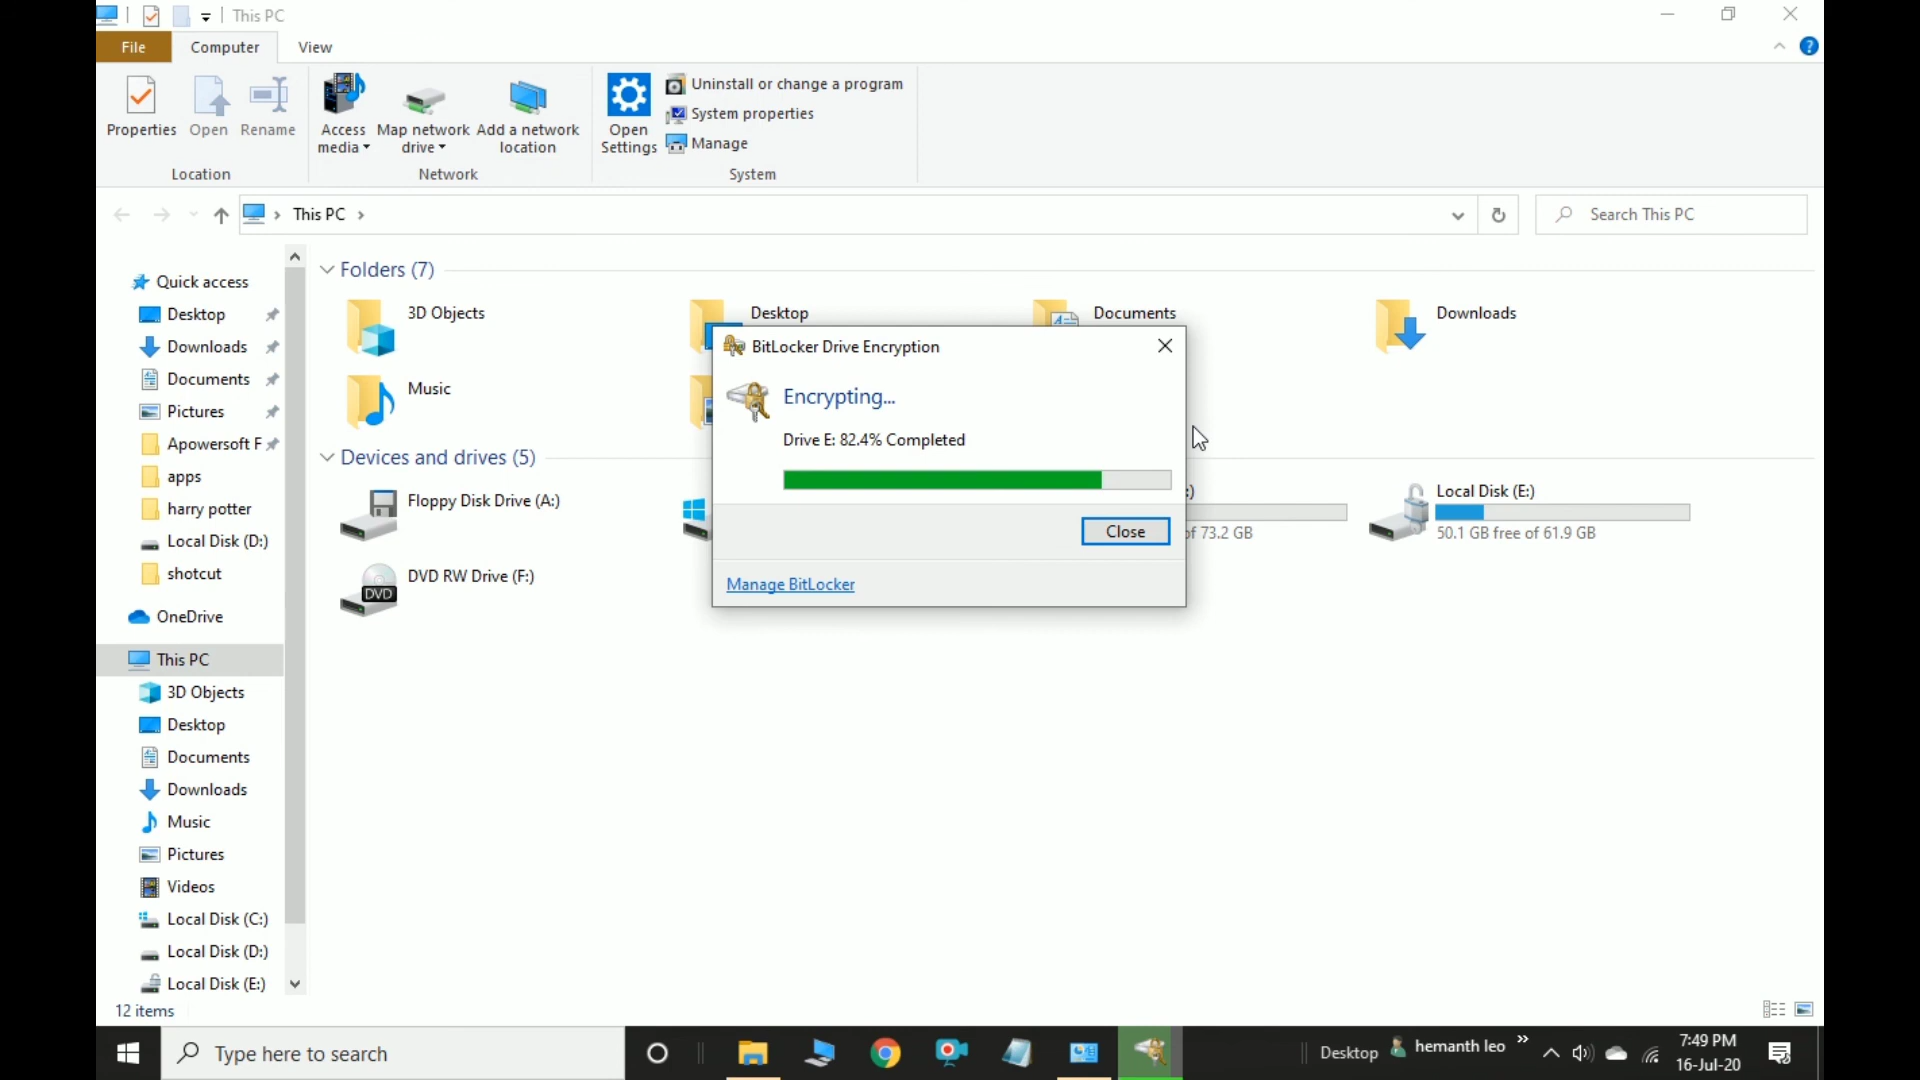 This PC
File
Computer
View
Properties
Open
Rename
Access
media
Map network
drive
Add a network
location
Open
Settings
Uninstall or change a program
System properties
Manage
Location
Network
System
This PC
Search This PC
Quick access
Desktop
Downloads
Documents
Pictures
Apowersoft F
apps
harry potter
Local Disk (D:)
shotcut
OneDrive
This PC
3D Objects
Desktop
Documents
Downloads
Music
Pictures
Videos
Local Disk (C:)
Local Disk (D:)
Local Disk (E:)
12 items
Folders (7)
3D Objects
Desktop
Documents
Downloads
Music
Devices and drives (5)
Floppy Disk Drive (A:)
:)
of 73.2 GB
Local Disk (E:)
50.1 GB free of 61.9 GB
DVD RW Drive (F:)
DVD
BitLocker Drive Encryption
Encrypting...
Drive E: 82.4% Completed
Close
Manage BitLocker
Type here to search
Desktop
hemanth leo
7:49 PM
16-Jul-20